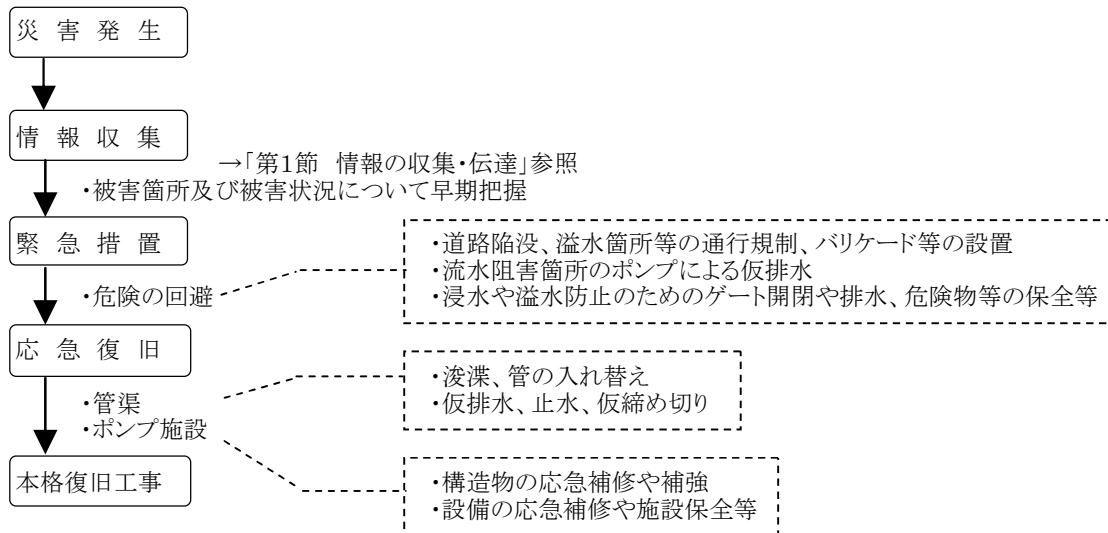 災 害 発 生
情 報 収 集
→「第1節 情報の収集・伝達」参照
・被害箇所及び被害状況について早期把握
緊 急 措 置
・危険の回避
・道路陥没、溢水箇所等の通行規制、バリケード等の設置
・流水阻害箇所のポンプによる仮排水
・浸水や溢水防止のためのゲート開閉や排水、危険物等の保全等
応 急 復 旧
・管渠
・ポンプ施設
・浚渫、管の入れ替え
・仮排水、止水、仮締め切り
本格復旧工事
・構造物の応急補修や補強
・設備の応急補修や施設保全等